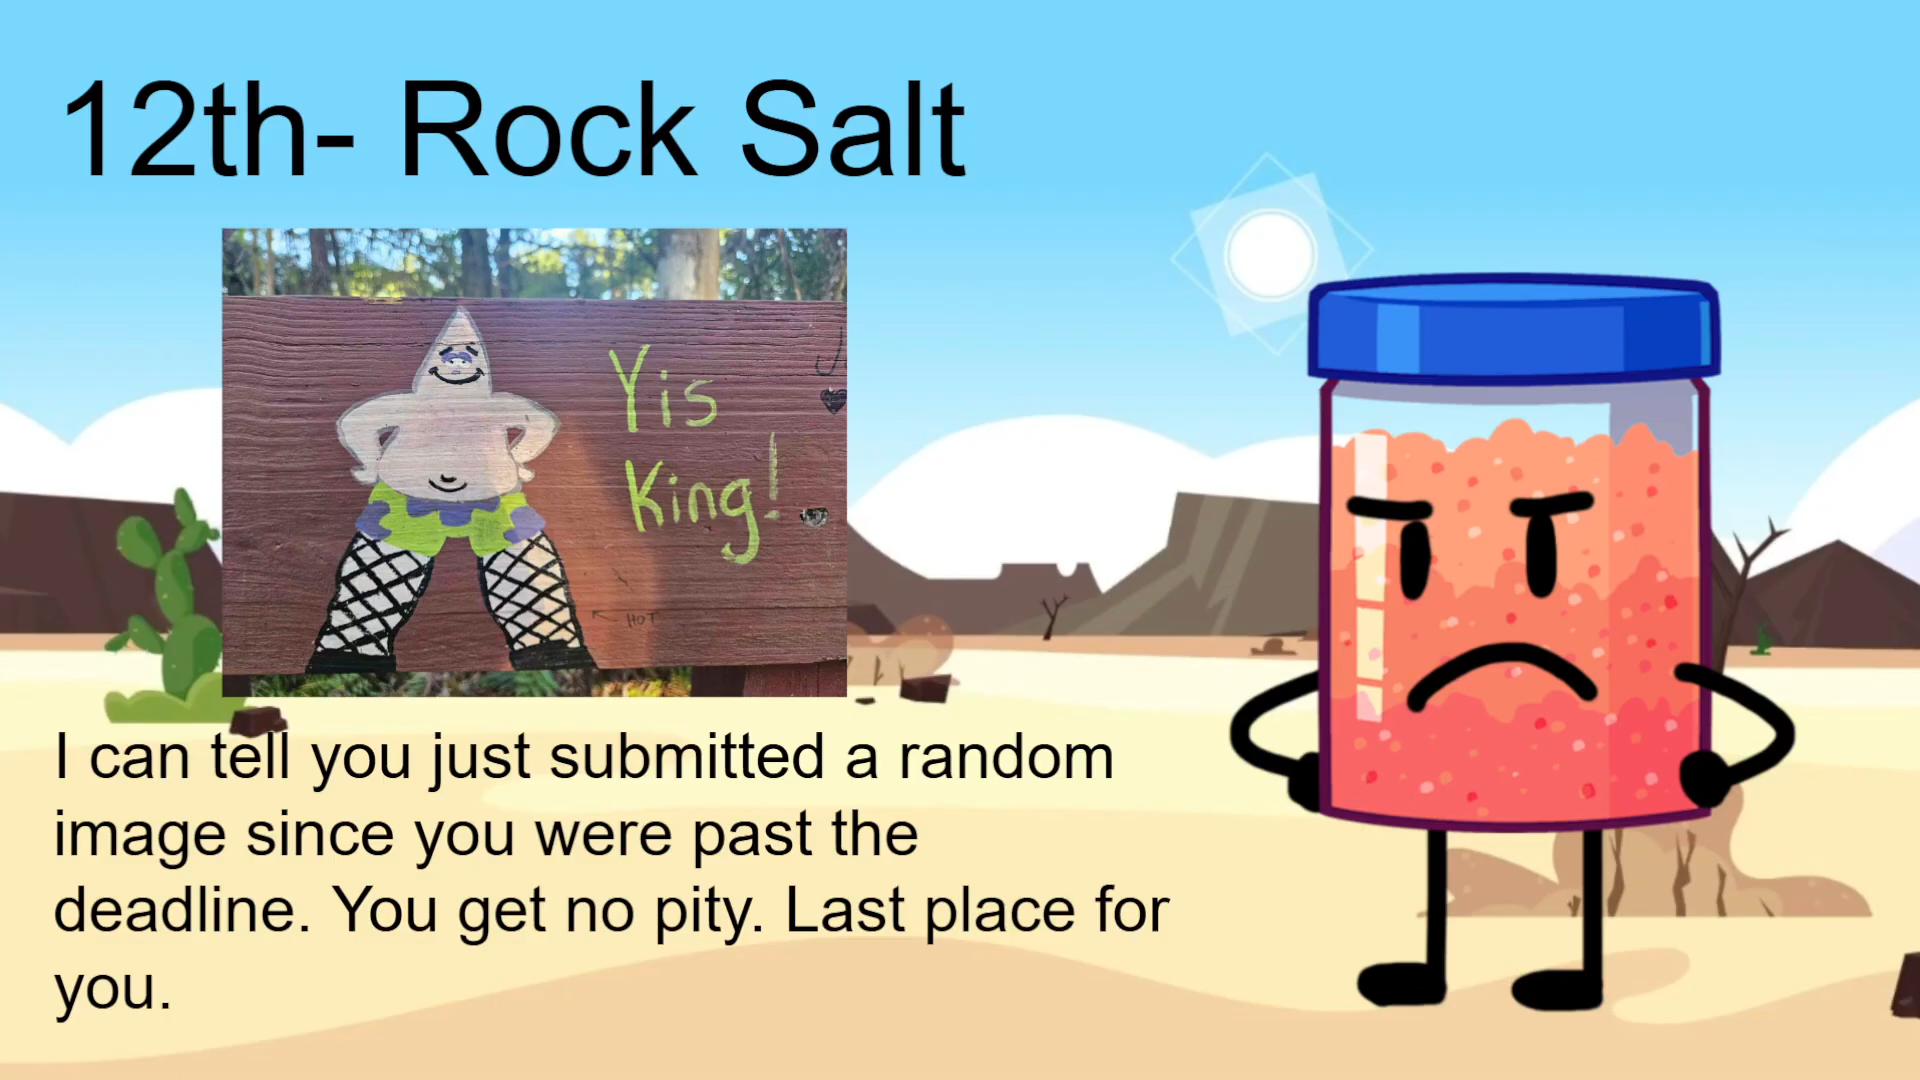 12th- Rock Salt
Yis
King!
HOT
I can tell you just submitted a random
image since you were past the
deadline. You get no pity. Last place for
you.